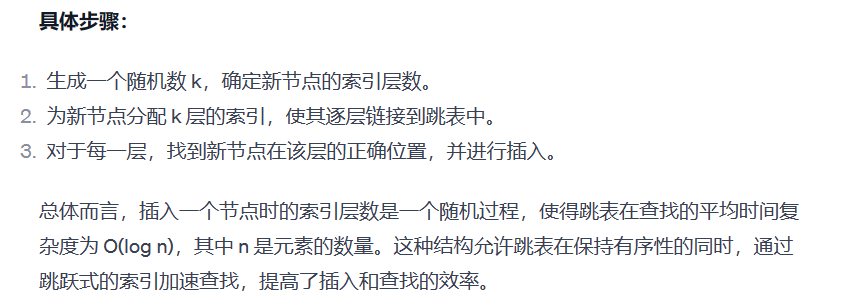 具体步骤：
1. 生成一个随机数 k，确定新节点的索引层数。
2. 为新节点分配 k 层的索引，使其逐层链接到跳表中。
3. 对于每一层，找到新节点在该层的正确位置，并进行插入。
总体而言，插入一个节点时的索引层数是一个随机过程，使得跳表在查找的平均时间复
杂度为 O(log n)，其中 n 是元素的数量。这种结构允许跳表在保持有序性的同时，通过
跳跃式的索引加速查找，提高了插入和查找的效率。